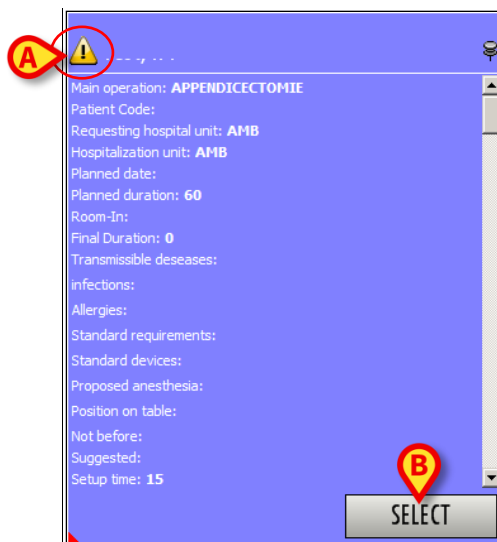 A
Main operation: APPENDICECTOMIE
Patient Code:
Requesting hospital unit: AMB
Hospitalization unit: AMB
Planned date:
Planned duration: 60
Room-In:
Final Duration: 0
Transmissible deseases:
infections:
Allergies:
Standard requirements:
Standard devices:
Proposed anesthesia:
Position on table:
Not before:
Suggested:
Setup time: 15
B
SELECT